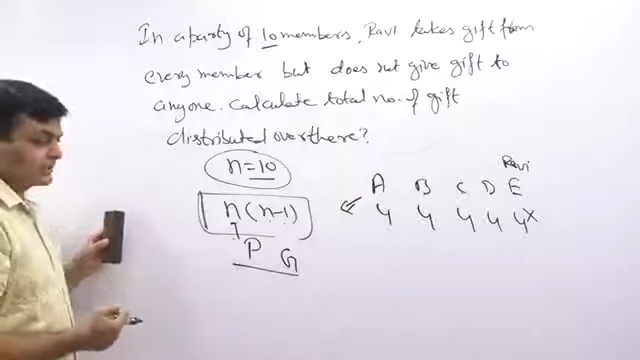 In a party of 10 members, Ravi takes gift from
every member but does not give gift to
anyone. Calculate total no. of gift
distributed over there?
n=10
Ravi
A B C D E
n(n-1)
4 4 4 4 4X
P G